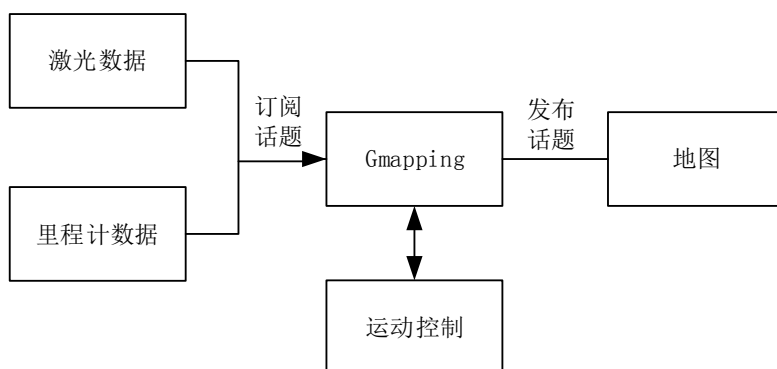 激光数据
订阅
话题
发布
话题
Gmapping
地图
里程计数据
运动控制